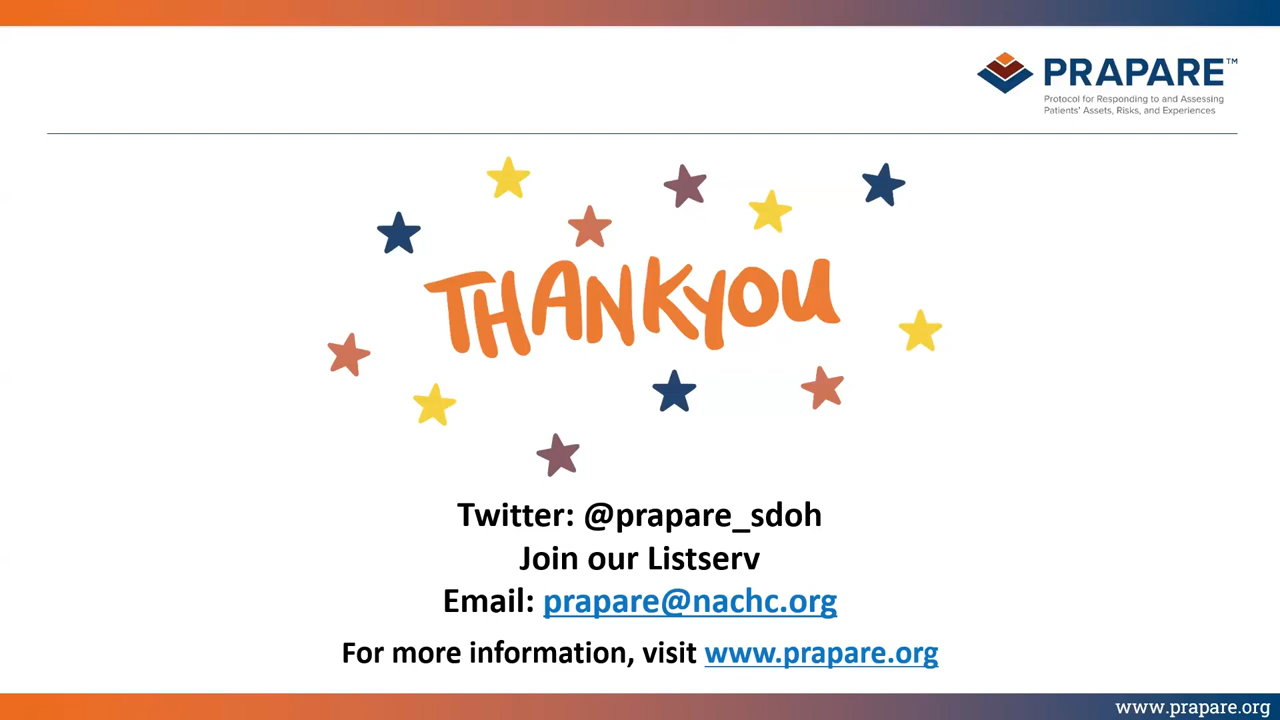 PRAPARE™
Protocol for Responding to and Assessing
Patients' Assets, Risks, and Experiences
THANKYOU
Twitter: @prapare_sdoh
Join our Listserv
Email: prapare@nachc.org
For more information, visit www.prapare.org
www.prapare.org